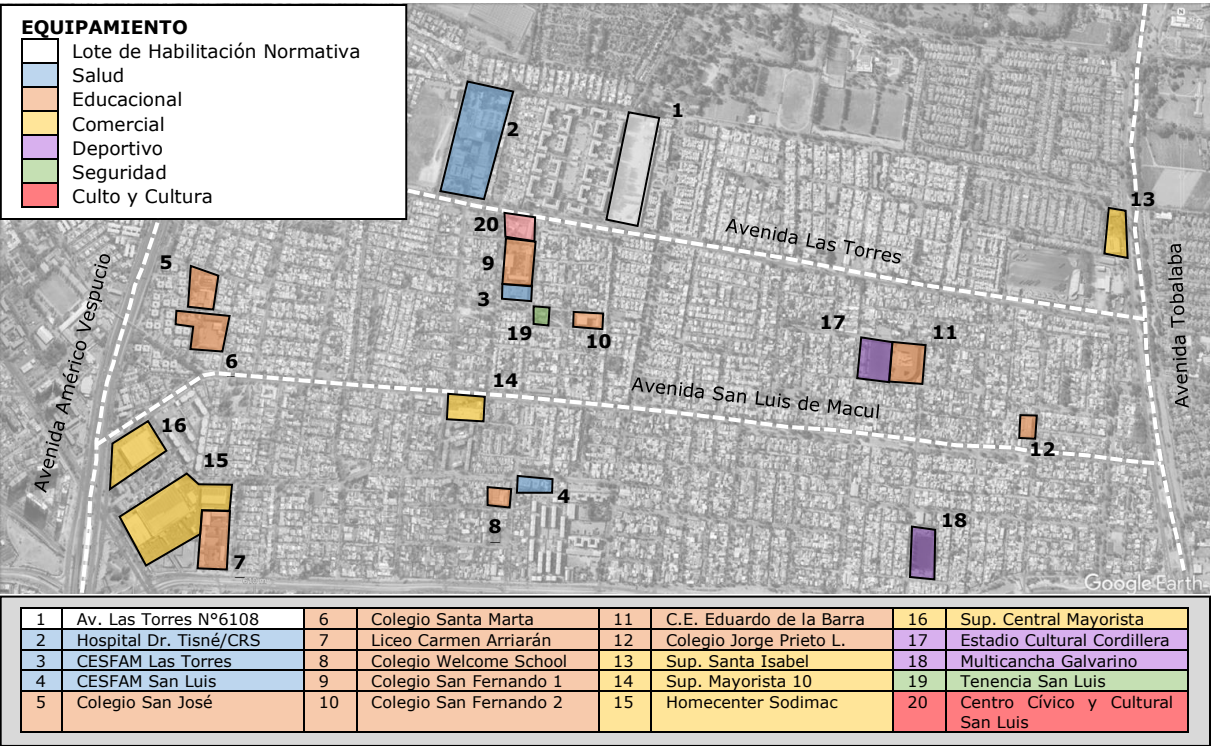 EQUIPAMIENTO
Lote de Habilitación Normativa
Salud
Educacional
Comercial
Deportivo
Seguridad
Culto y Cultura
1
2
13
20
Avenida Las Torres
5
9
Avenida Américo Vespucio
Avenida Tobalaba
3
19
10
17
11
6
14
Avenida San Luis de Macul
16
12
15
4
8
18
7
Google Earth
1 Av. Las Torres N°6108 6 Colegio Santa Marta 11 C.E. Eduardo de la Barra 16 Sup. Central Mayorista
2 Hospital Dr. Tisné/CRS 7 Liceo Carmen Arriarán 12 Colegio Jorge Prieto L. 17 Estadio Cultural Cordillera
3 CESFAM Las Torres 8 Colegio Welcome School 13 Sup. Santa Isabel 18 Multicancha Galvarino
4 CESFAM San Luis 9 Colegio San Fernando 1 14 Sup. Mayorista 10 19 Tenencia San Luis
5 Colegio San José 10 Colegio San Fernando 2 15 Homecenter Sodimac 20 Centro Cívico y Cultural
San Luis